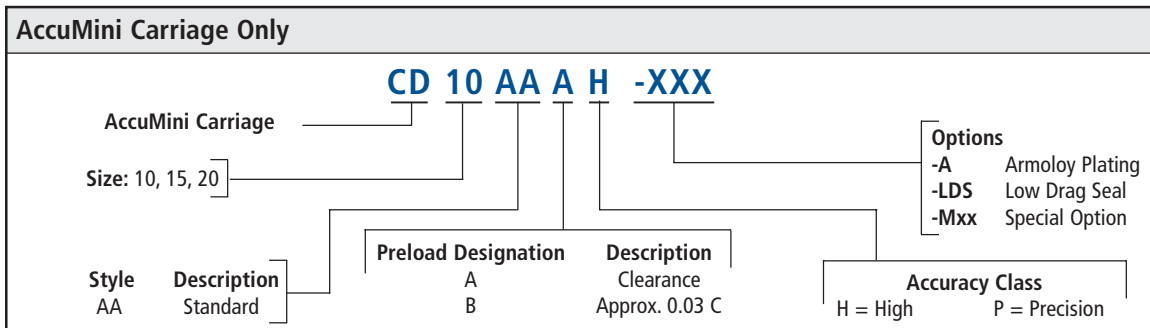 AccuMini Carriage Only
CD 10 AA A H -XXX
AccuMini Carriage
Size: 10, 15, 20
Options
-A Armoloy Plating
-LDS Low Drag Seal
-Mxx Special Option
Style Description
AA Standard
Preload Designation Description
A Clearance
B Approx. 0.03 C
Accuracy Class
H = High P = Precision